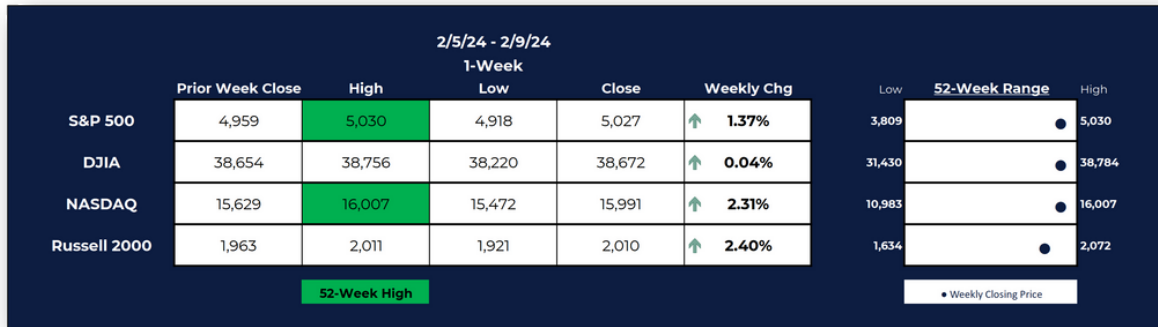 2/5/24 - 2/9/24
1-Week
Prior Week Close High Low Close Weekly Chg Low 52-Week Range High
S&P 500 4,959 5,030 4,918 5,027 1.37% 3,809 5,030
DJIA 38,654 38,756 38,220 38,672 0.04% 31,430 38,784
NASDAQ 15,629 16,007 15,472 15,991 2.31% 10,983 16,007
Russell 2000 1,963 2,011 1,921 2,010 2.40% 1,634 2,072
52-Week High • Weekly Closing Price